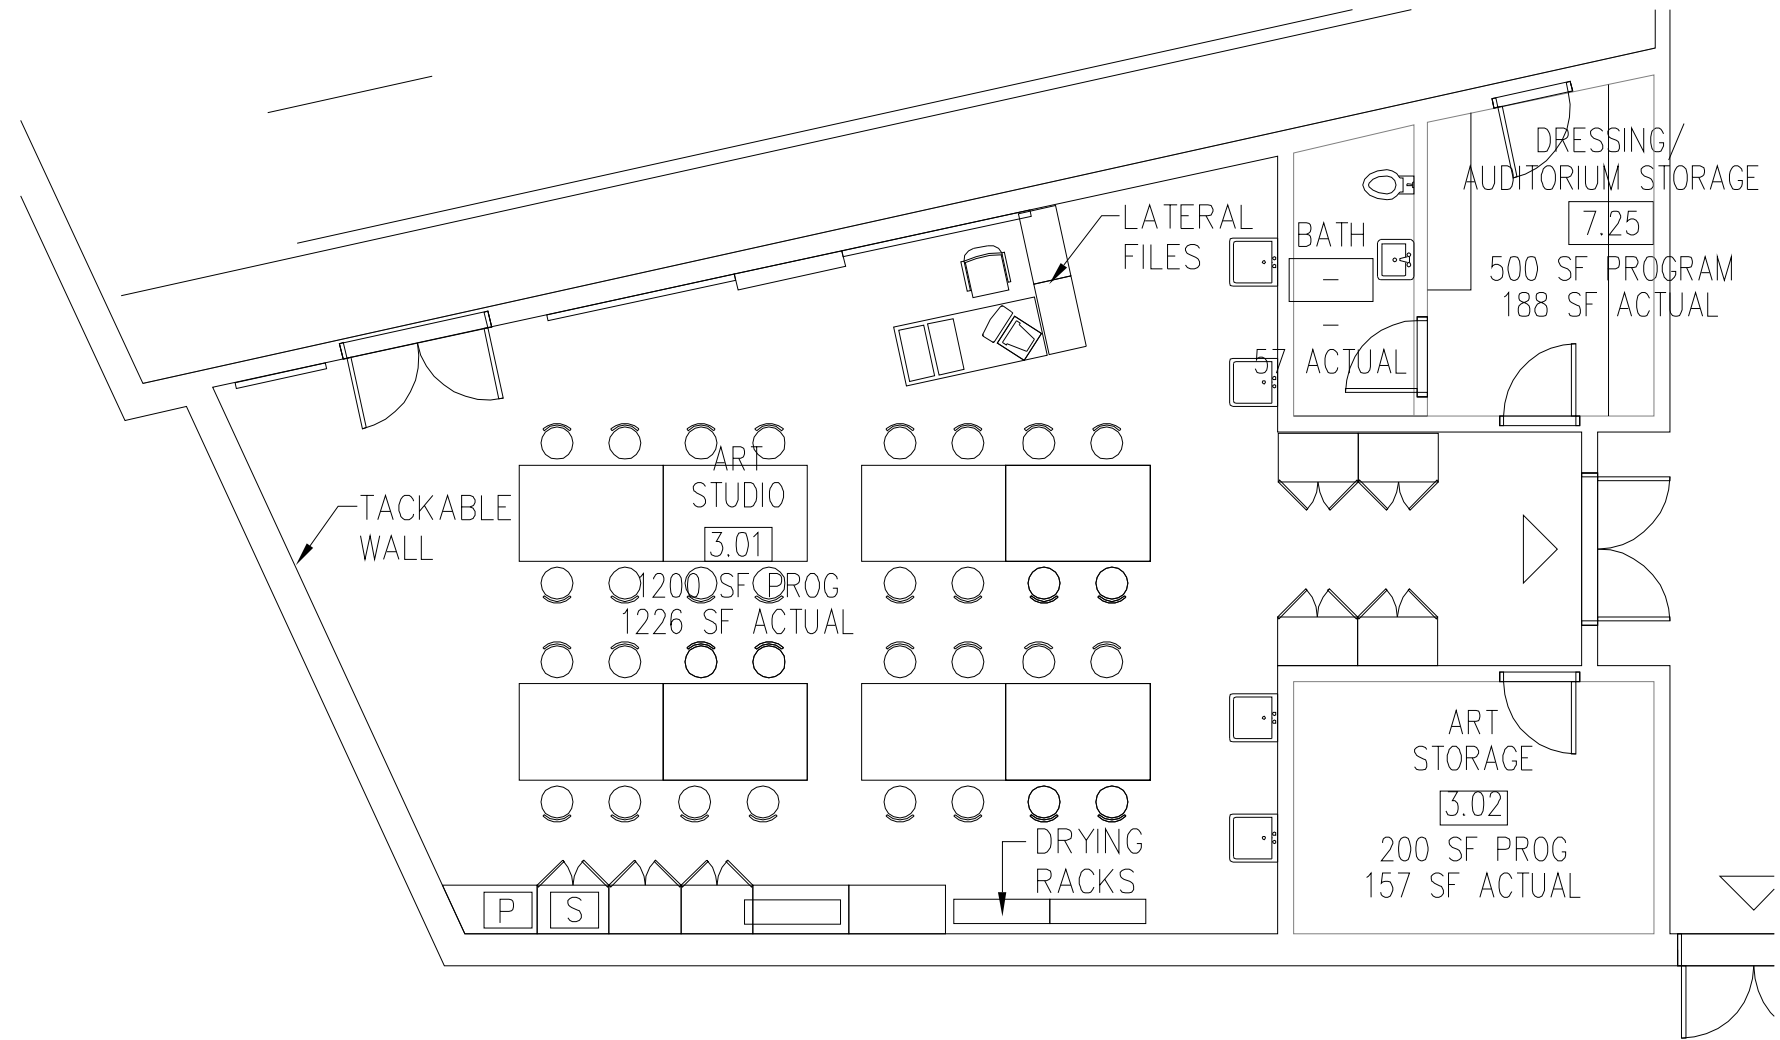 DRESSING/
AUDITORIUM STORAGE
7.25
500 SF PROGRAM
188 SF ACTUAL
LATERAL
FILES
BATH
57 ACTUAL
ART
STUDIO
3.01
1200 SF PROG
1226 SF ACTUAL
TACKABLE
WALL
ART
STORAGE
3.02
200 SF PROG
157 SF ACTUAL
DRYING
RACKS
P
S